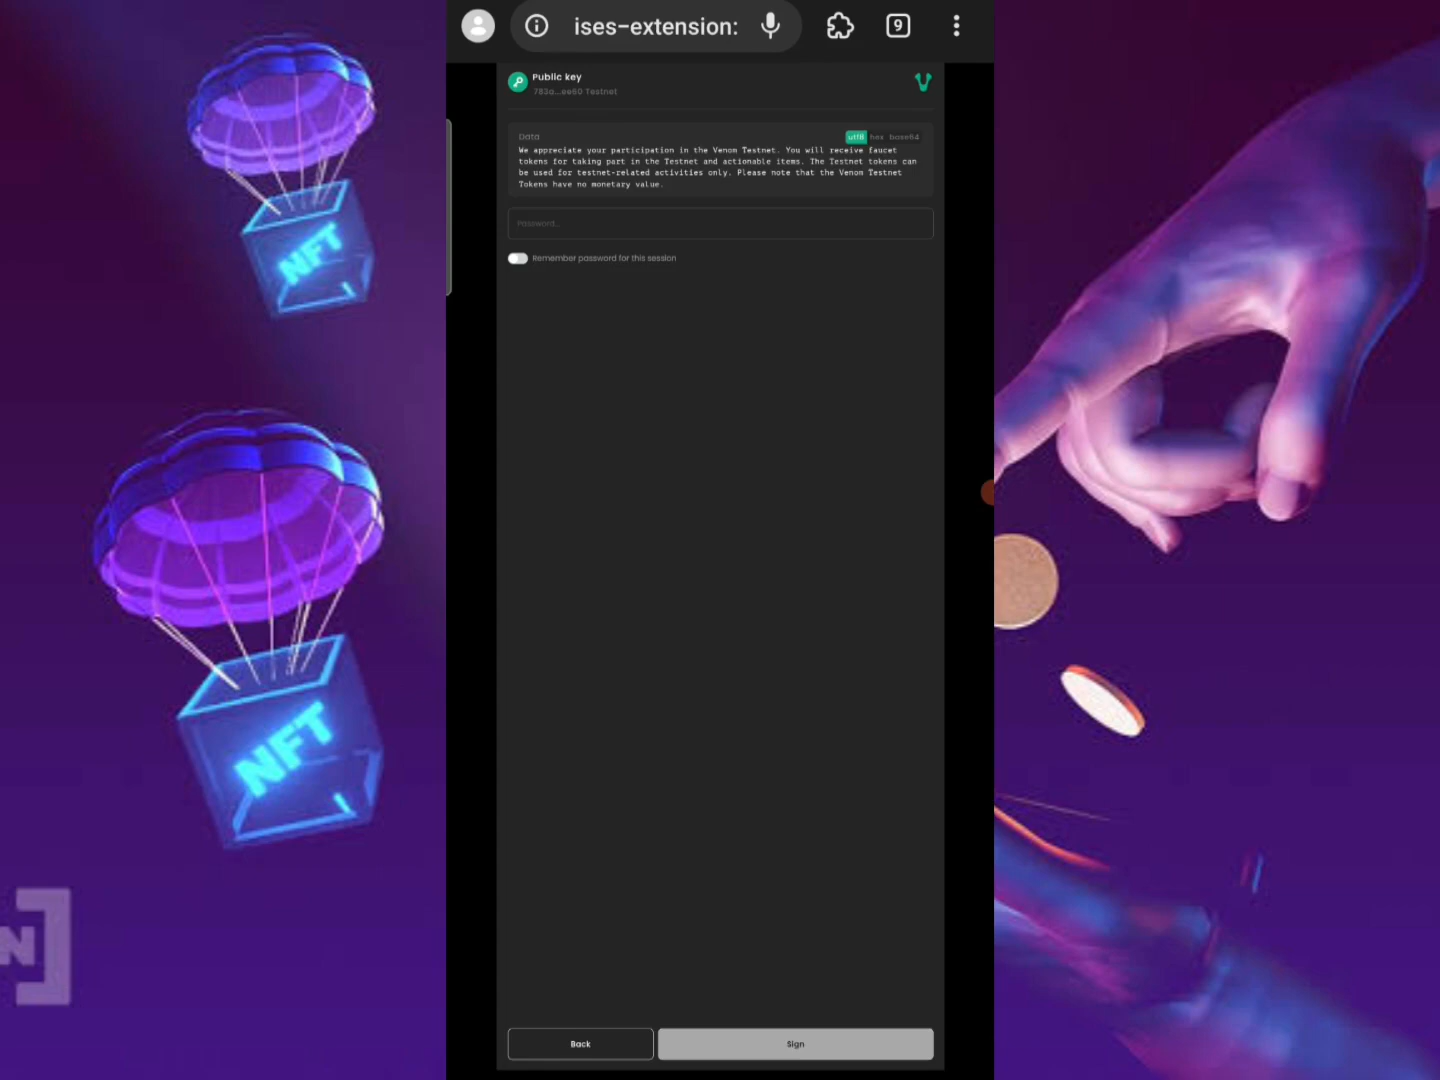 ises-extension:
9
Public key
783a...ee60 Testnet
Data
utf8 hex base64
We appreciate your participation in the Venom Testnet. You will receive faucet
tokens for taking part in the Testnet and actionable items. The Testnet tokens can
be used for testnet-related activities only. Please note that the Venom Testnet
Tokens have no monetary value.
Password...
Remember password for this session
Back
Sign
NFT
NFT
N]